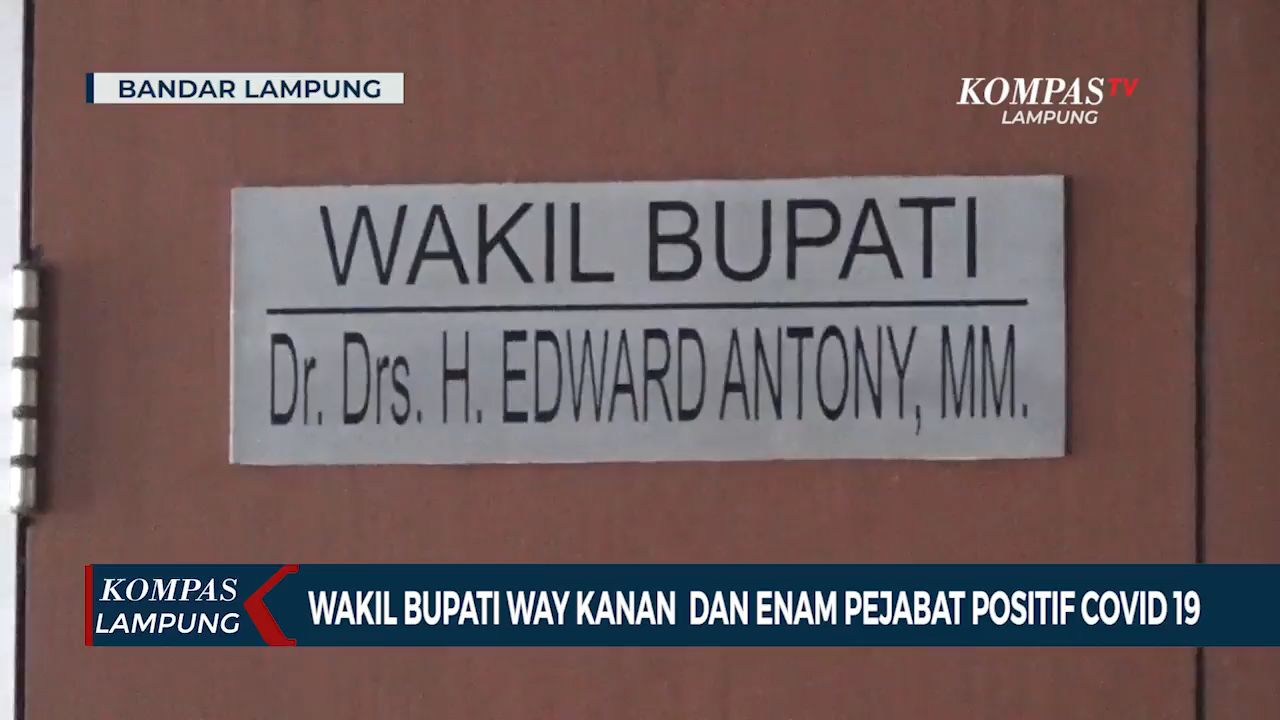 BANDAR LAMPUNG
KOMPASTV
LAMPUNG
WAKIL BUPATI
Dr. Drs. H. EDWARD ANTONY, MM.
KOMPAS
LAMPUNG
WAKIL BUPATI WAY KANAN DAN ENAM PEJABAT POSITIF COVID 19